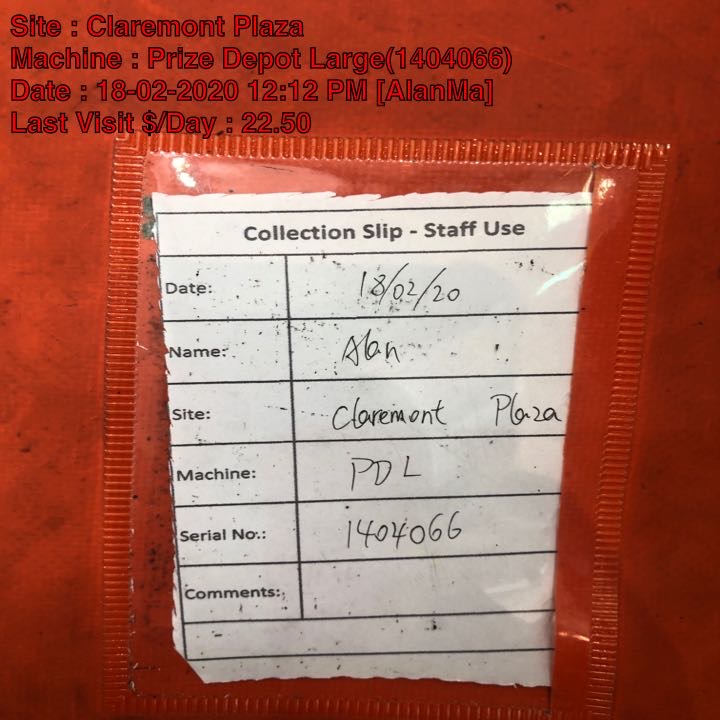 Site : Claremont Plaza
Machine : Prize Depot Large(1404066)
Date : 18-02-2020 12:12 PM [AlanMa]
Last Visit $/Day : 22.50
Collection Slip - Staff Use
Date: 18/02/20
Name: Alan
Site: Claremont Plaza
Machine: PDL
Serial No.: 1404066
Comments: